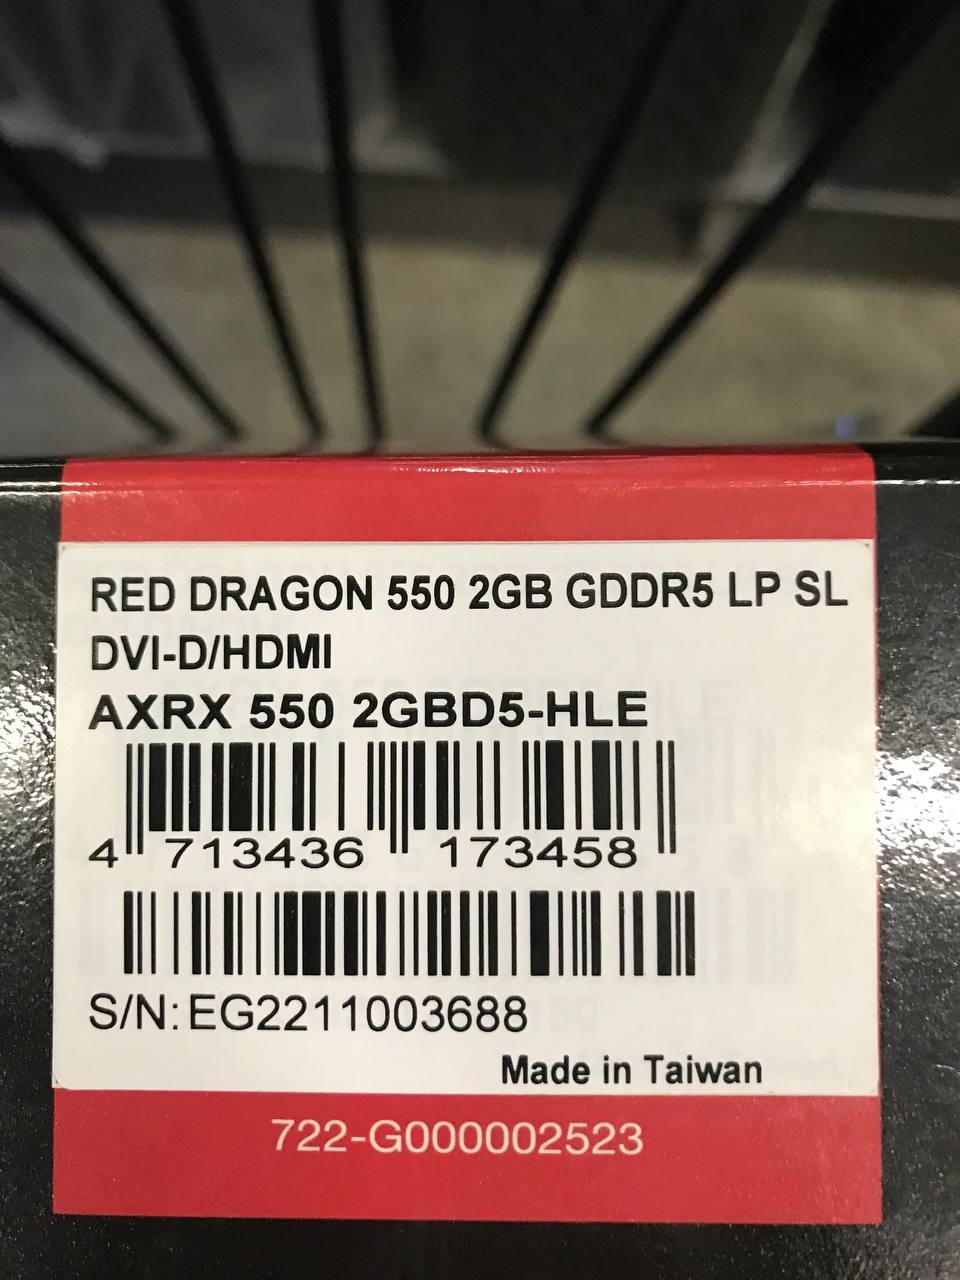 RED DRAGON 550 2GB GDDR5 LP SL
DVI-D/HDMI
AXRX 550 2GBD5-HLE
4 713436 173458
S/N:EG2211003688
Made in Taiwan
722-G000002523